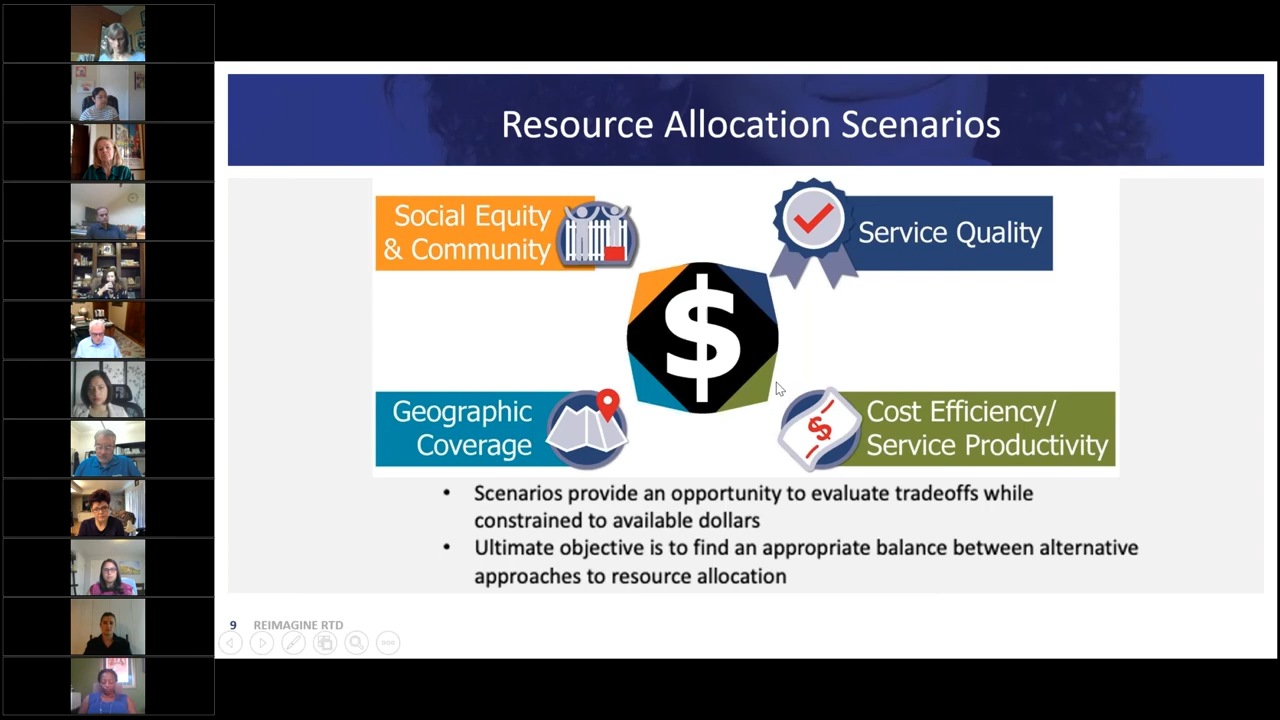 Resource Allocation Scenarios
Social Equity
& Community
Service Quality
$
Geographic
Coverage
$
Cost Efficiency/
Service Productivity
• Scenarios provide an opportunity to evaluate tradeoffs while
constrained to available dollars
• Ultimate objective is to find an appropriate balance between alternative
approaches to resource allocation
9 REIMAGINE RTD